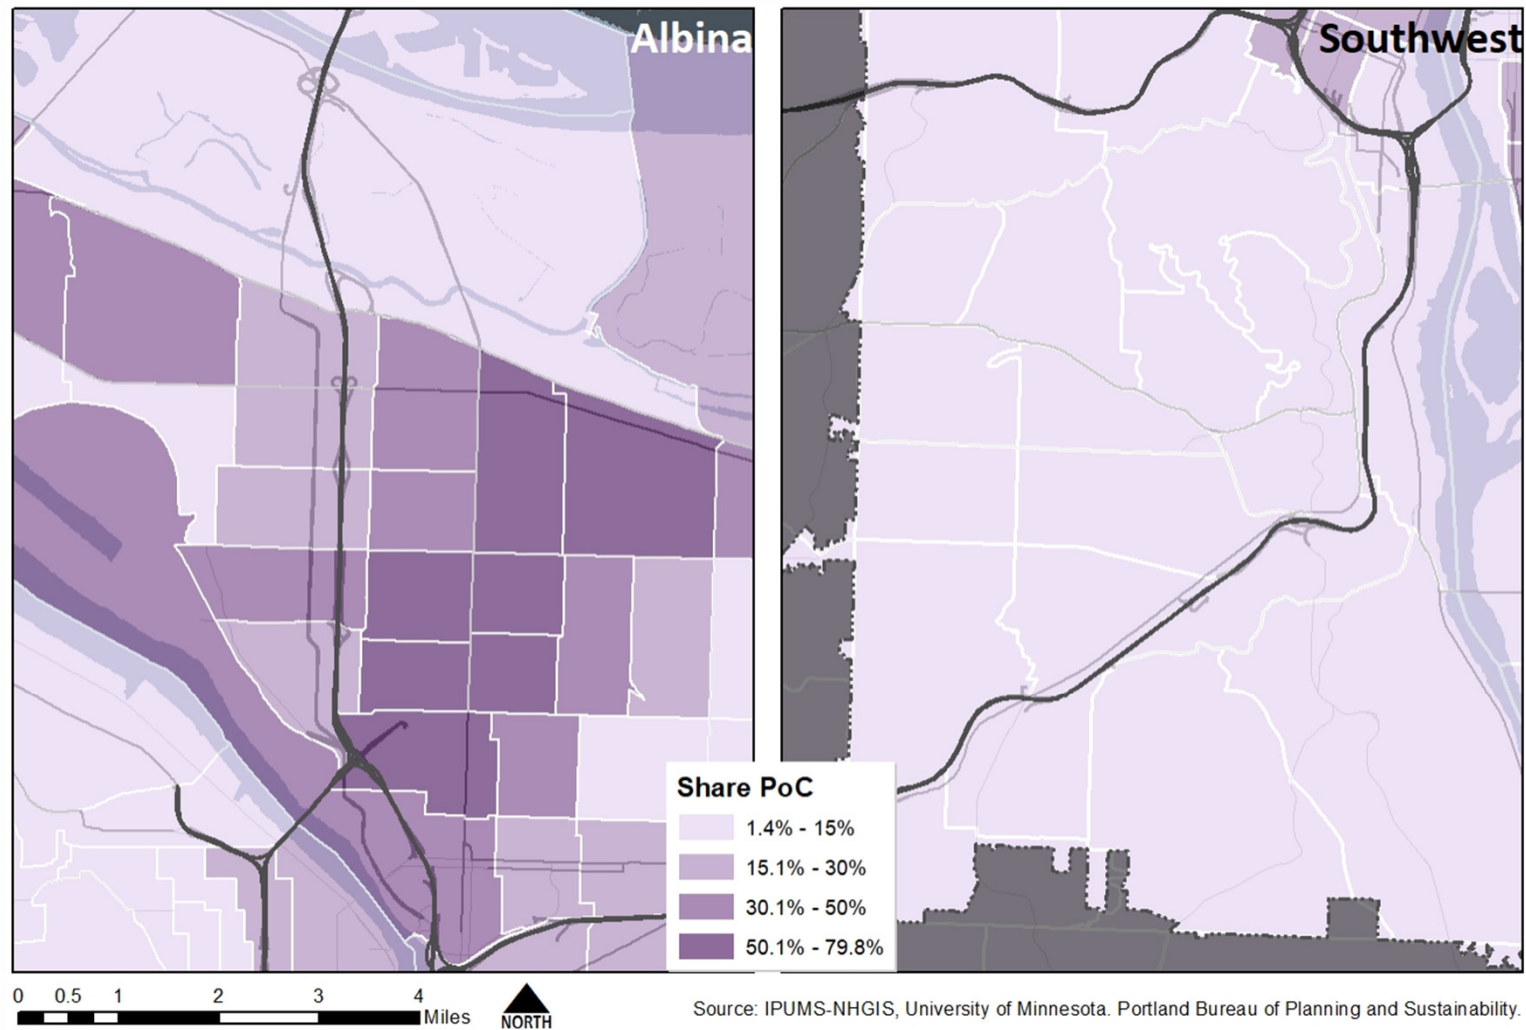 Albina
Southwest
Share PoC
1.4% - 15%
15.1% - 30%
30.1% - 50%
50.1% - 79.8%
0 0.5 1 2 3 4
Miles
NORTH
Source: IPUMS-NHGIS, University of Minnesota. Portland Bureau of Planning and Sustainability.